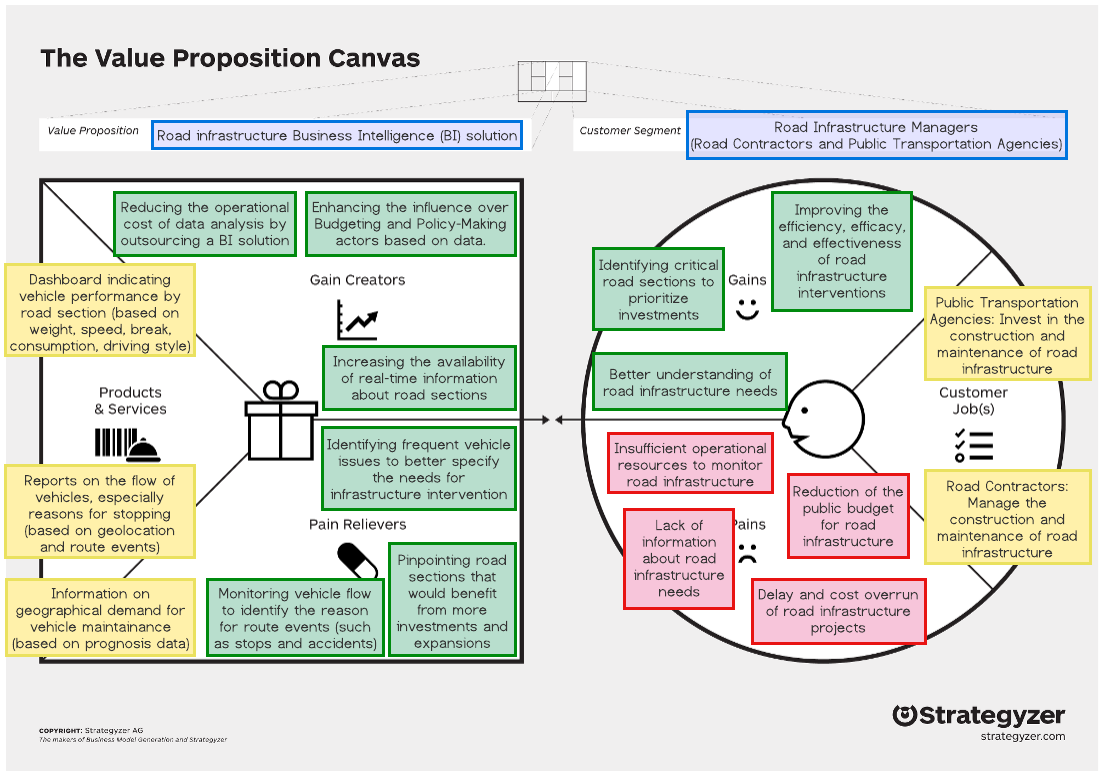 The Value Proposition Canvas
Value Proposition
Road infrastructure Business Intelligence (BI) solution
Customer Segment
Road Infrastructure Managers
(Road Contractors and Public Transportation Agencies)
Reducing the operational
cost of data analysis by
outsourcing a BI solution
Enhancing the influence over
Budgeting and Policy-Making
actors based on data.
Gain Creators
Dashboard indicating
vehicle performance by
road section (based on
weight, speed, break,
consumption, driving style)
Increasing the availability
of real-time information
about road sections
Products
& Services
Identifying frequent vehicle
issues to better specify
the needs for
infrastructure intervention
Reports on the flow of
vehicles, especially
reasons for stopping
(based on geolocation
and route events)
Pain Relievers
Pinpointing road
sections that
would benefit
from more
investments and
expansions
Monitoring vehicle flow
to identify the reason
for route events (such
as stops and accidents)
Information on
geographical demand for
vehicle maintainance
(based on prognosis data)
Improving the
efficiency, efficacy,
and effectiveness
of road
infrastructure
interventions
Identifying critical
road sections to
prioritize
investments
Gains
Public Transportation
Agencies: Invest in the
construction and
maintenance of road
infrastructure
Better understanding of
road infrastructure needs
Customer
Job(s)
Insufficient operational
resources to monitor
road infrastructure
Reduction of the
public budget
for road
infrastructure
Road Contractors:
Manage the
construction and
maintenance of road
infrastructure
Lack of
information
about road
infrastructure
needs
Pains
Delay and cost overrun
of road infrastructure
projects
COPYRIGHT: Strategyzer AG
The makers of Business Model Generation and Strategyzer
Strategyzer
strategyzer.com